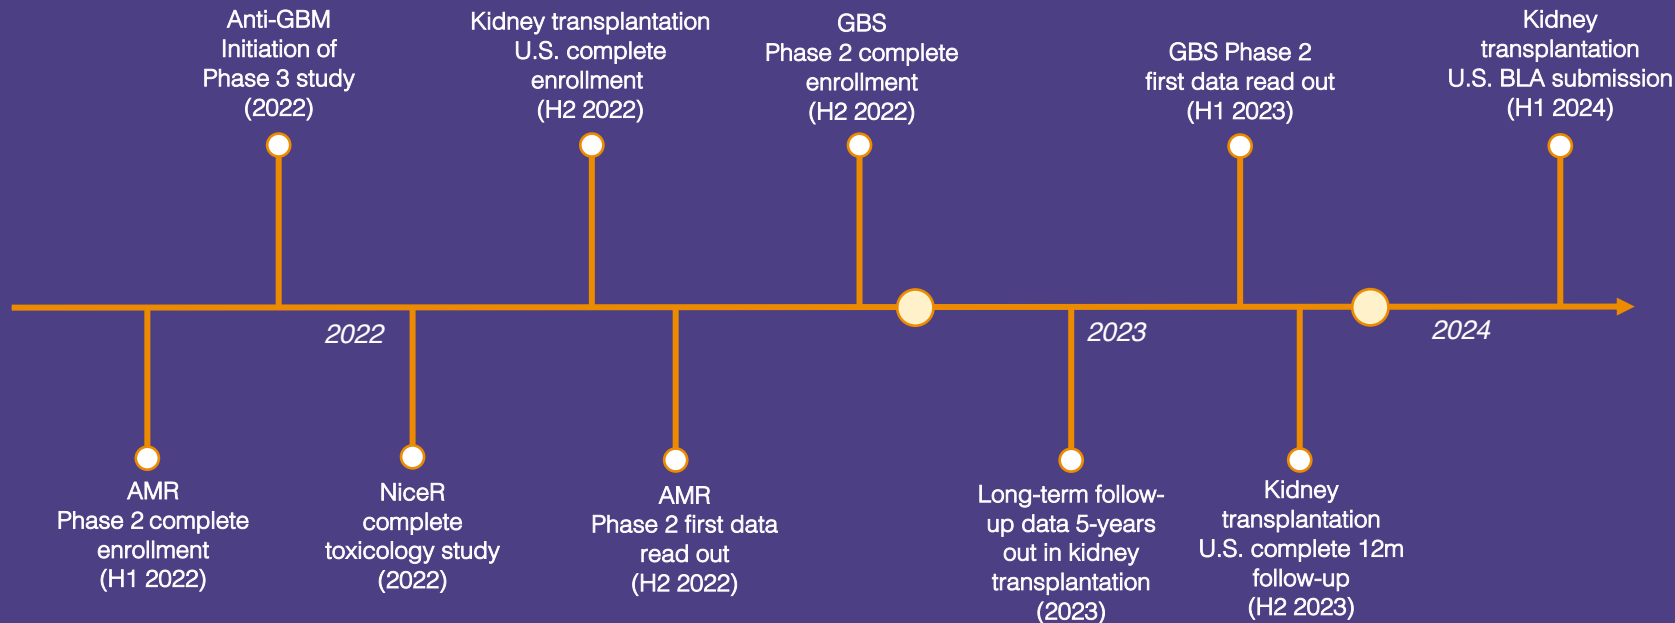 Anti-GBM
Initiation of
Phase 3 study
(2022)
Kidney transplantation
U.S. complete
enrollment
(H2 2022)
GBS
Phase 2 complete
enrollment
(H2 2022)
GBS Phase 2
first data read out
(H1 2023)
Kidney
transplantation
U.S. BLA submission
(H1 2024)
2022
2023
2024
AMR
Phase 2 complete
enrollment
(H1 2022)
NiceR
complete
toxicology study
(2022)
AMR
Phase 2 first data
read out
(H2 2022)
Long-term follow-
up data 5-years
out in kidney
transplantation
(2023)
Kidney
transplantation
U.S. complete 12m
follow-up
(H2 2023)